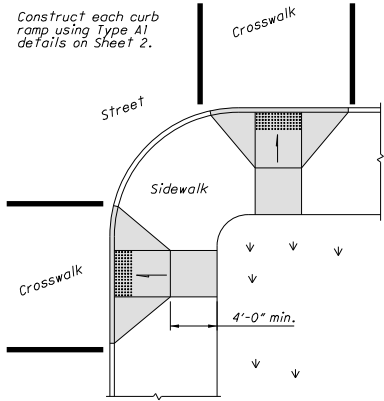 Construct each curb
ramp using Type A1
details on Sheet 2.
Crosswalk
Street
Sidewalk
Crosswalk
4'-0" min.